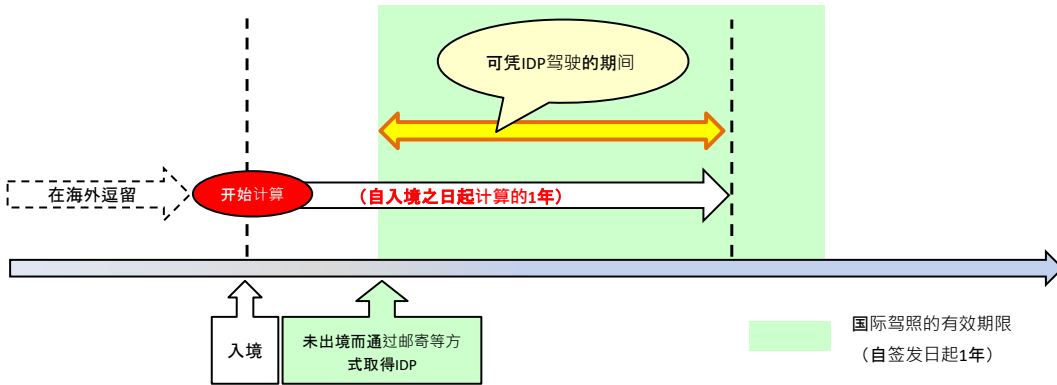 可凭IDP驾驶的期间
在海外逗留
开始计算
（自入境之日起计算的1年）
入境
未出境而通过邮寄等方
式取得IDP
国际驾照的有效期限
（自签发日起1年）